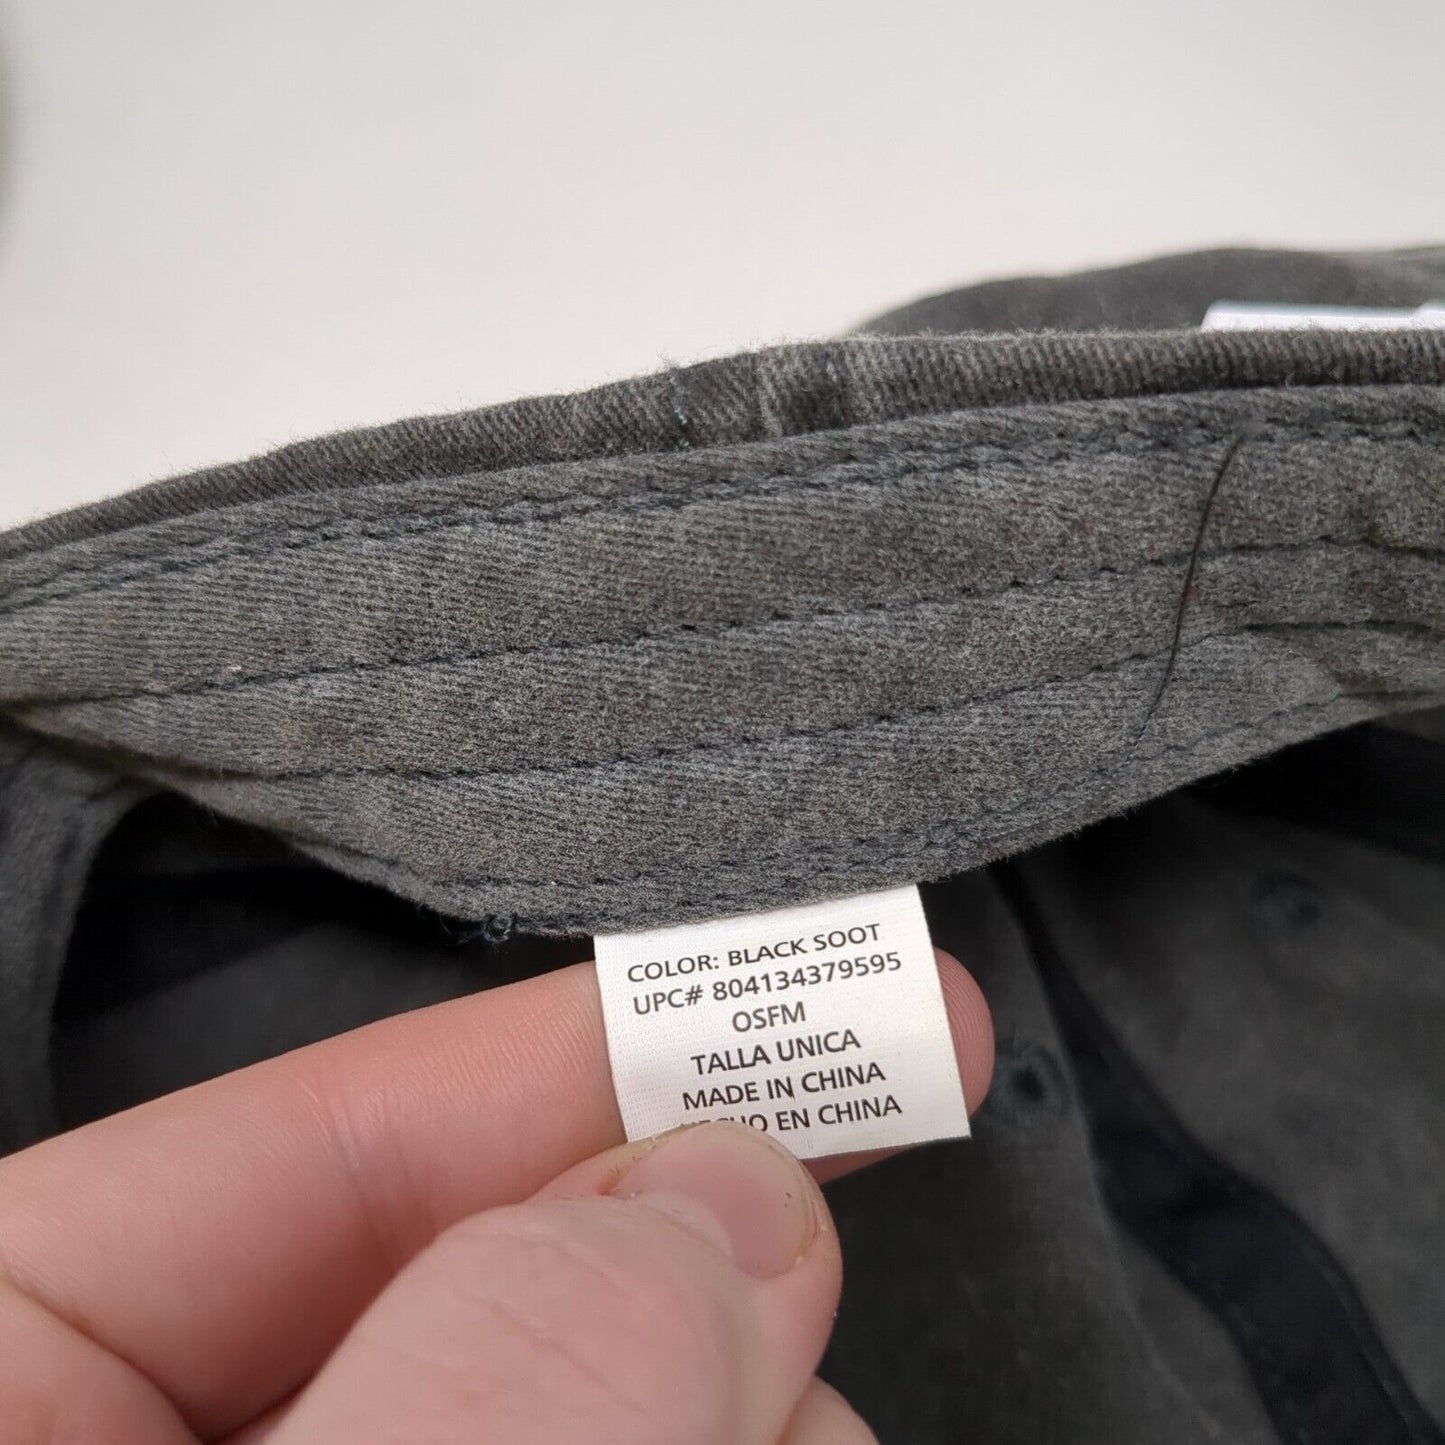 COLOR: BLACK SOOT
UPC# 804134379595
OSFM
TALLA UNICA
MADE IN CHINA
HECHO EN CHINA